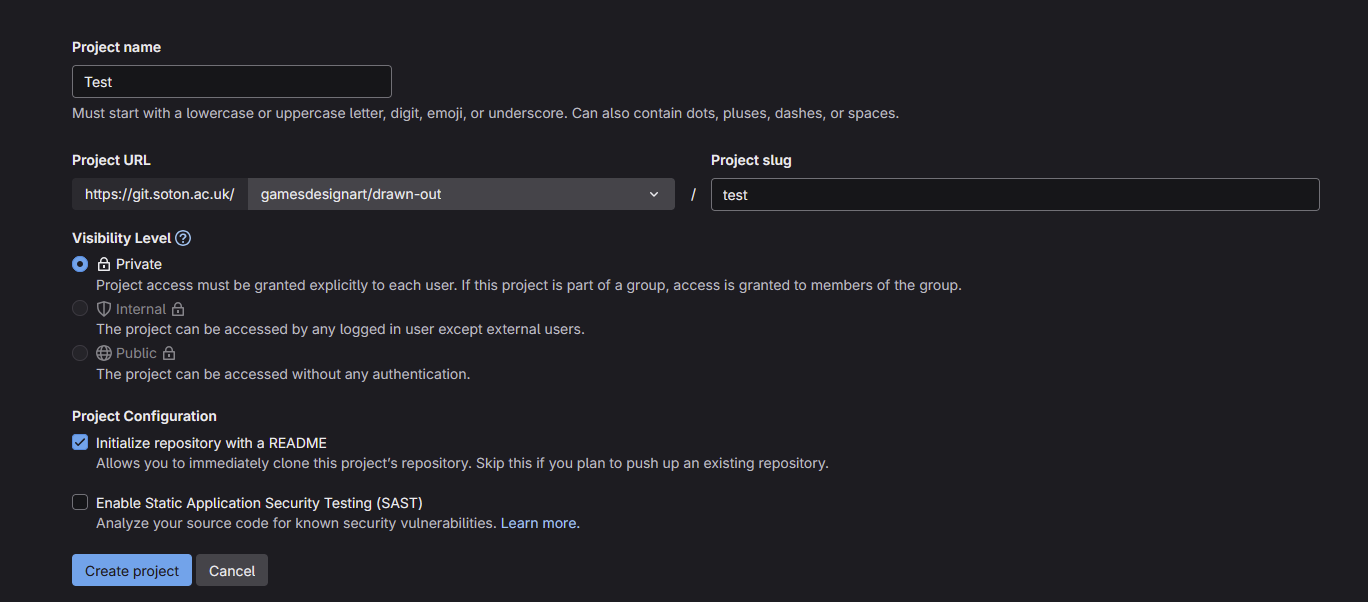 Project name
Test
Must start with a lowercase or uppercase letter, digit, emoji, or underscore. Can also contain dots, pluses, dashes, or spaces.
Project URL
Project slug
https://git.soton.ac.uk/ gamesdesignart/drawn-out / test
Visibility Level
Private
Project access must be granted explicitly to each user. If this project is part of a group, access is granted to members of the group.
Internal
The project can be accessed by any logged in user except external users.
Public
The project can be accessed without any authentication.
Project Configuration
Initialize repository with a README
Allows you to immediately clone this project’s repository. Skip this if you plan to push up an existing repository.
Enable Static Application Security Testing (SAST)
Analyze your source code for known security vulnerabilities. Learn more.
Create project Cancel